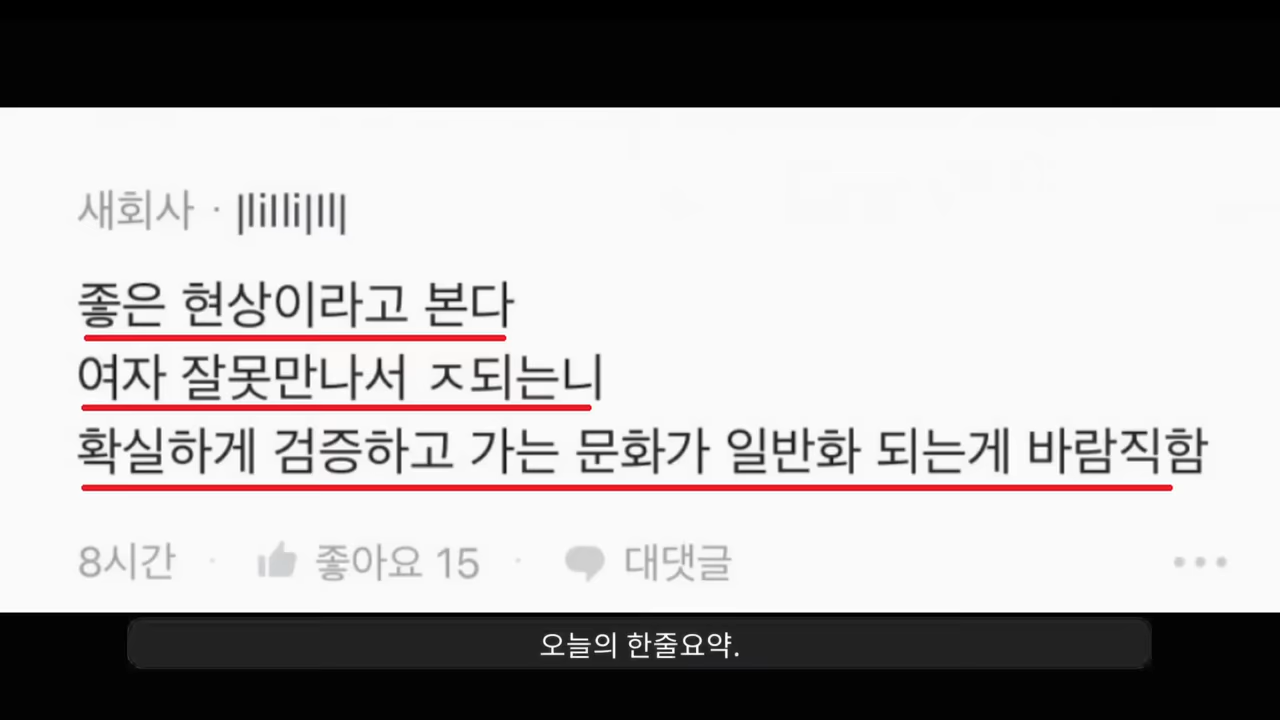 새회사 · |lilli|ll|
좋은 현상이라고 본다
여자 잘못만나서 ㅈ되는니
확실하게 검증하고 가는 문화가 일반화 되는게 바람직함
8시간 · 좋아요 15 · 대댓글
오늘의 한줄요약.